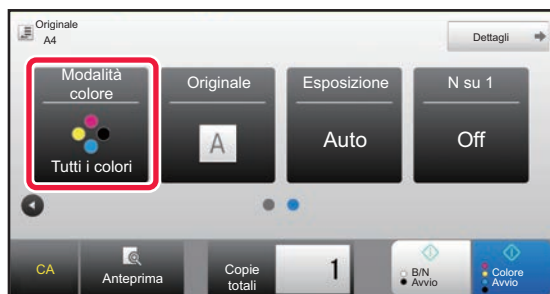 Originale
A4
Dettagli
Modalità
colore
Tutti i colori
Originale
A
Esposizione
Auto
N su 1
Off
CA
Anteprima
Copie
totali
1
B/N
Avvio
Colore
Avvio